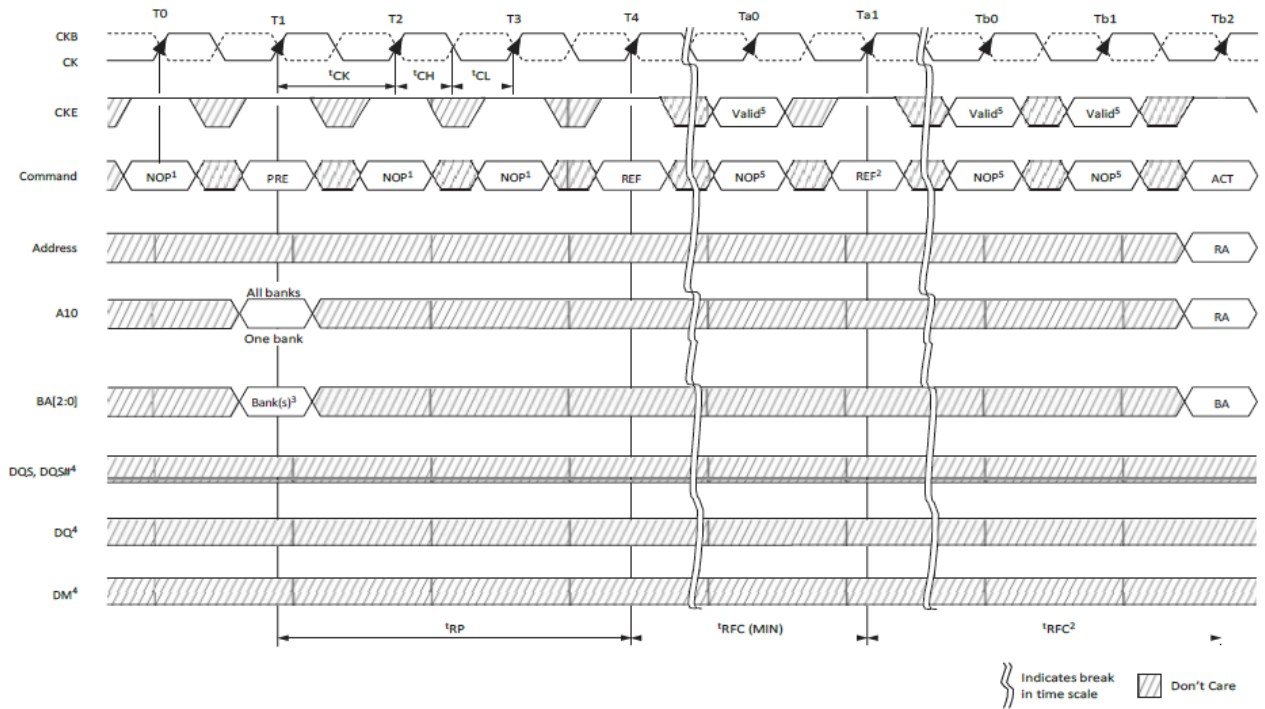 T0 T1 T2 T3 T4 Ta0 Ta1 Tb0 Tb1 Tb2
CKB
CK
tCK tCH tCL
CKE Valid5 Valid5 Valid5
Command NOP1 PRE NOP1 NOP1 REF NOP5 REF2 NOP5 NOP5 ACT
Address RA
All banks
A10 RA
One bank
BA[2:0] Bank(s)3 BA
DQS, DQS#4
DQ4
DM4
tRP tRFC (MIN) tRFC2
Indicates break
in time scale
Don't Care